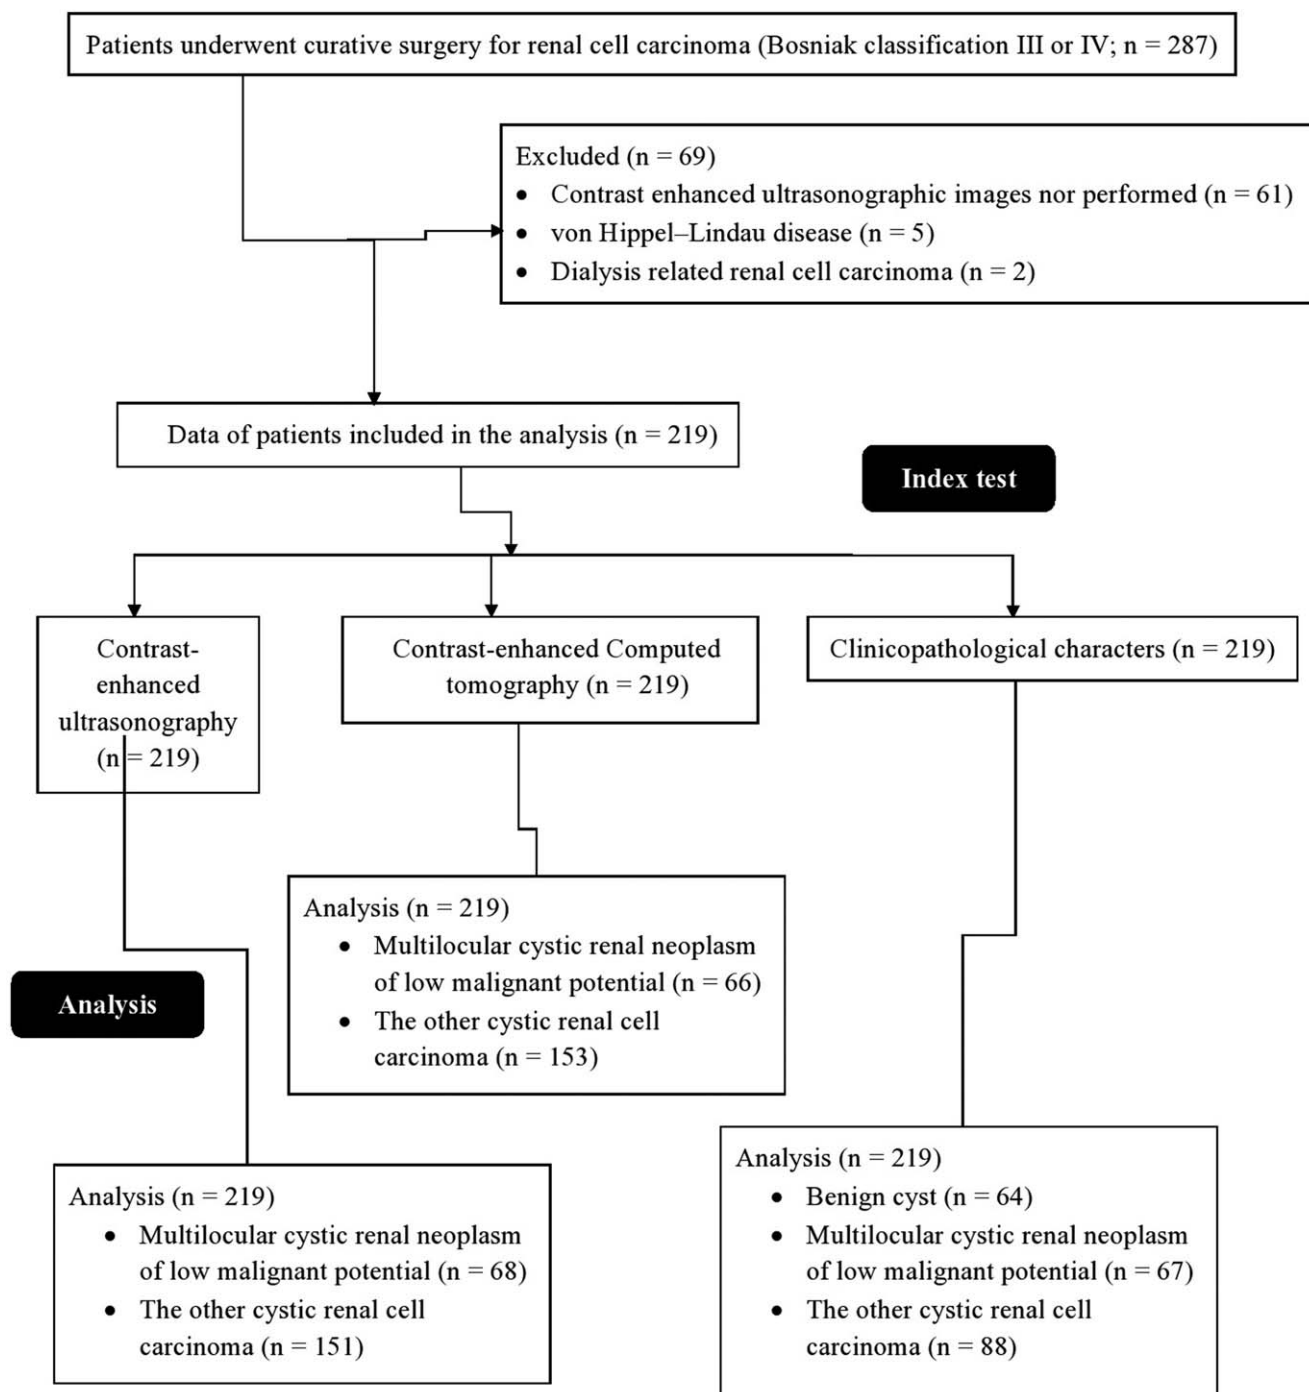 Patients underwent curative surgery for renal cell carcinoma (Bosniak classification III or IV; n = 287)
Excluded (n = 69)
• Contrast enhanced ultrasonographic images nor performed (n = 61)
• von Hippel–Lindau disease (n = 5)
• Dialysis related renal cell carcinoma (n = 2)
Data of patients included in the analysis (n = 219)
Index test
Contrast-
enhanced
ultrasonography
(n = 219)
Contrast-enhanced Computed
tomography (n = 219)
Clinicopathological characters (n = 219)
Analysis (n = 219)
• Multilocular cystic renal neoplasm
of low malignant potential (n = 66)
• The other cystic renal cell
carcinoma (n = 153)
Analysis
Analysis (n = 219)
• Multilocular cystic renal neoplasm
of low malignant potential (n = 68)
• The other cystic renal cell
carcinoma (n = 151)
Analysis (n = 219)
• Benign cyst (n = 64)
• Multilocular cystic renal neoplasm
of low malignant potential (n = 67)
• The other cystic renal cell
carcinoma (n = 88)